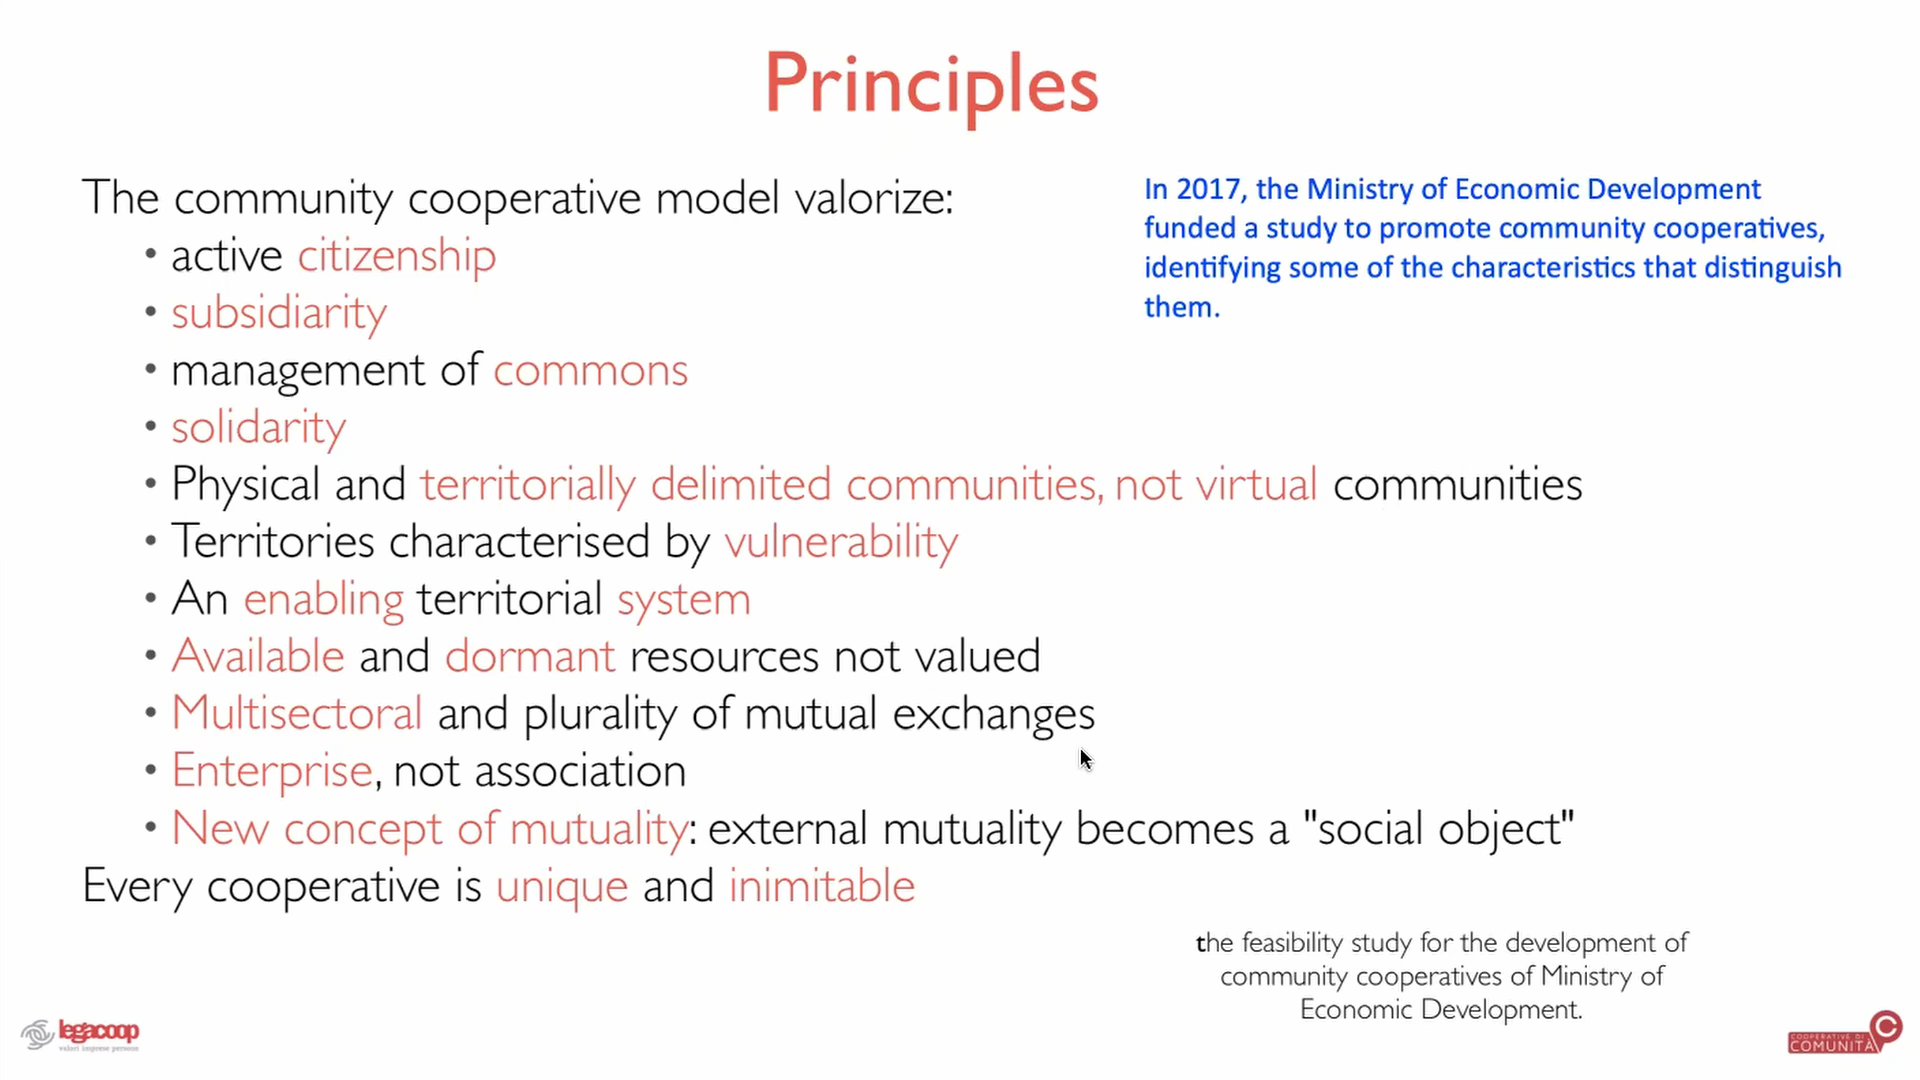 Principles
The community cooperative model valorize:
• active citizenship
• subsidiarity
• management of commons
• solidarity
• Physical and territorially delimited communities, not virtual communities
• Territories characterised by vulnerability
• An enabling territorial system
• Available and dormant resources not valued
• Multisectoral and plurality of mutual exchanges
• Enterprise, not association
• New concept of mutuality: external mutuality becomes a "social object"
Every cooperative is unique and inimitable
In 2017, the Ministry of Economic Development
funded a study to promote community cooperatives,
identifying some of the characteristics that distinguish
them.
the feasibility study for the development of
community cooperatives of Ministry of
Economic Development.
legacoop
valori imprese persone
COOPERATIVE DI
COMUNITÀ
C